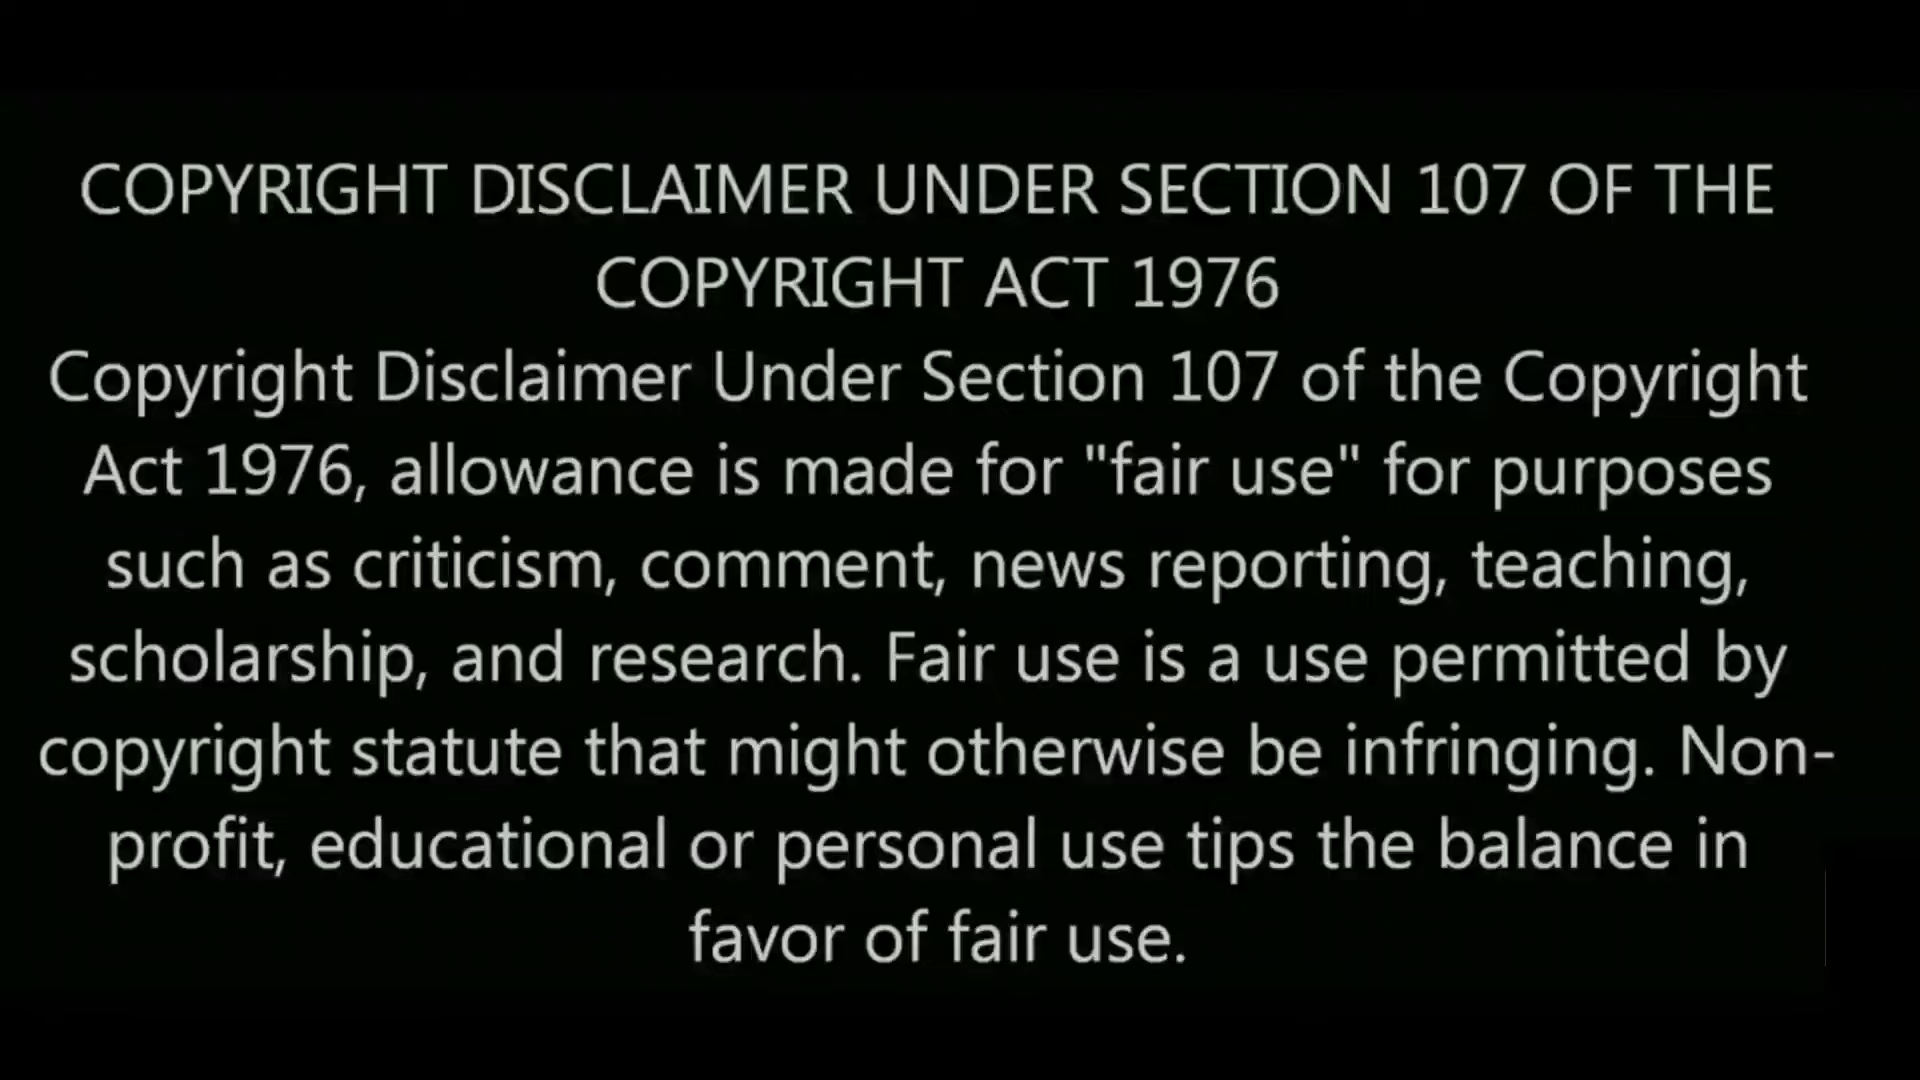 COPYRIGHT DISCLAIMER UNDER SECTION 107 OF THE
COPYRIGHT ACT 1976
Copyright Disclaimer Under Section 107 of the Copyright
Act 1976, allowance is made for "fair use" for purposes
such as criticism, comment, news reporting, teaching,
scholarship, and research. Fair use is a use permitted by
copyright statute that might otherwise be infringing. Non-
profit, educational or personal use tips the balance in
favor of fair use.